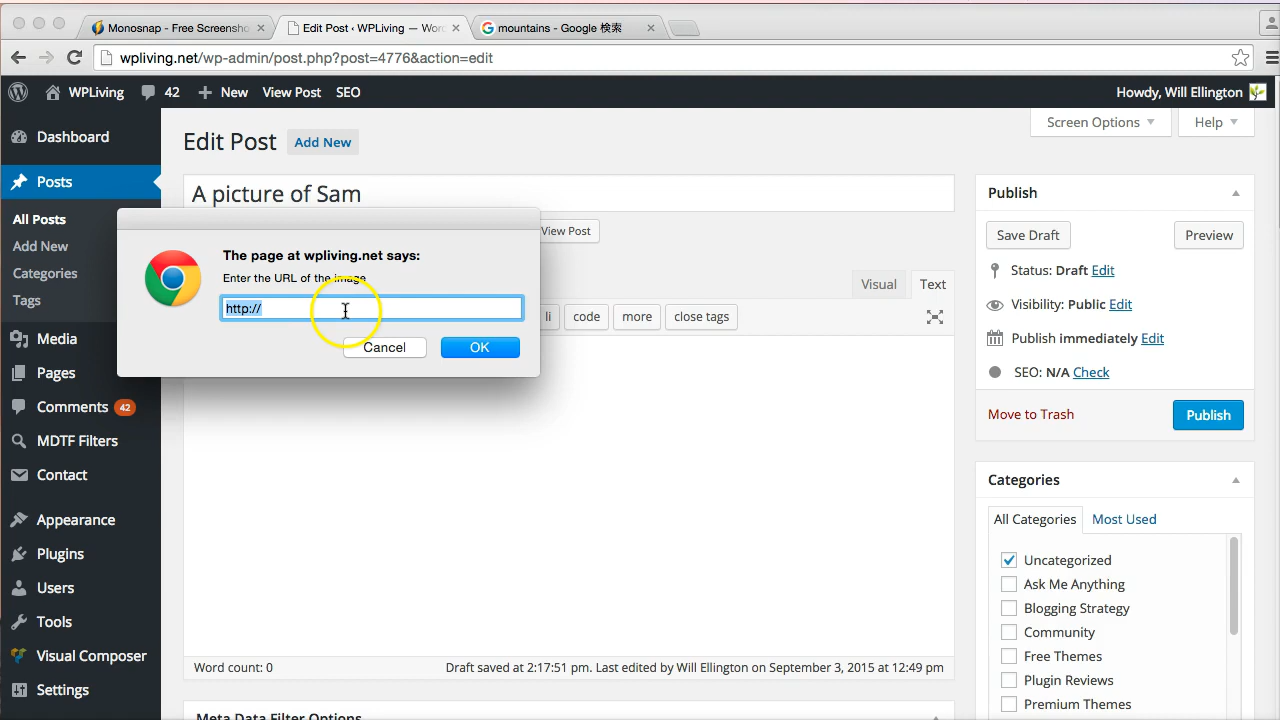 Monosnap - Free Screensho
Edit Post ‹ WPLiving — Wor
mountains - Google 検索
wpliving.net/wp-admin/post.php?post=4776&action=edit
WPLiving 42 New View Post SEO Howdy, Will Ellington
Dashboard
Posts
All Posts
Add New
Categories
Tags
Media
Pages
Comments 42
MDTF Filters
Contact
Appearance
Plugins
Users
Tools
Visual Composer
Settings
Screen Options Help
Edit Post Add New
A picture of Sam
View Post
The page at wpliving.net says:
Enter the URL of the image
http://
Cancel OK
Visual Text
li code more close tags
Word count: 0 Draft saved at 2:17:51 pm. Last edited by Will Ellington on September 3, 2015 at 12:49 pm
Meta Data Filter Options
Publish
Save Draft Preview
Status: Draft Edit
Visibility: Public Edit
Publish immediately Edit
SEO: N/A Check
Move to Trash Publish
Categories
All Categories Most Used
Uncategorized
Ask Me Anything
Blogging Strategy
Community
Free Themes
Plugin Reviews
Premium Themes